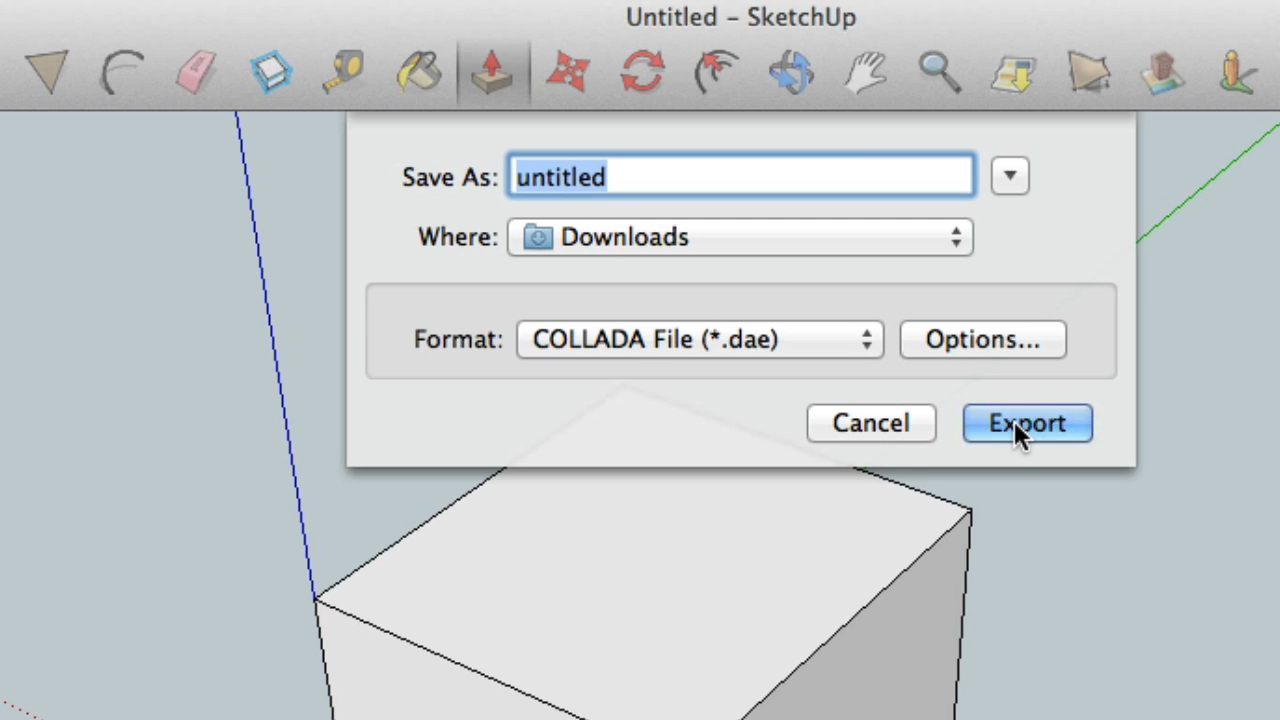 Untitled – SketchUp
Save As: untitled
Where: Downloads
Format: COLLADA File (*.dae) Options...
Cancel Export